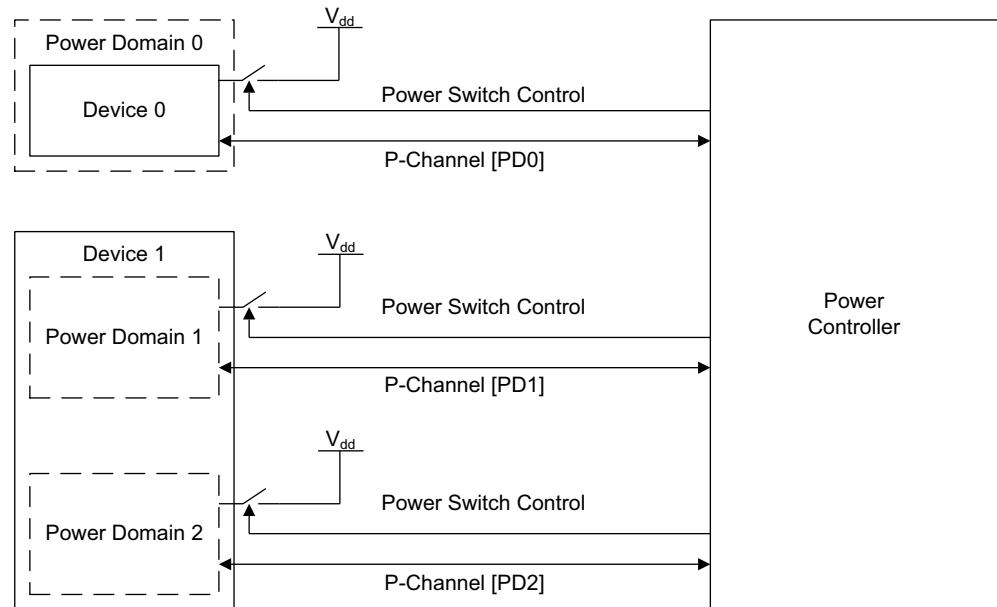 Vdd
Power Domain 0
Device 0
Power Switch Control
P-Channel [PD0]
Device 1
Vdd
Power Domain 1
Power Switch Control
P-Channel [PD1]
Power
Controller
Vdd
Power Domain 2
Power Switch Control
P-Channel [PD2]